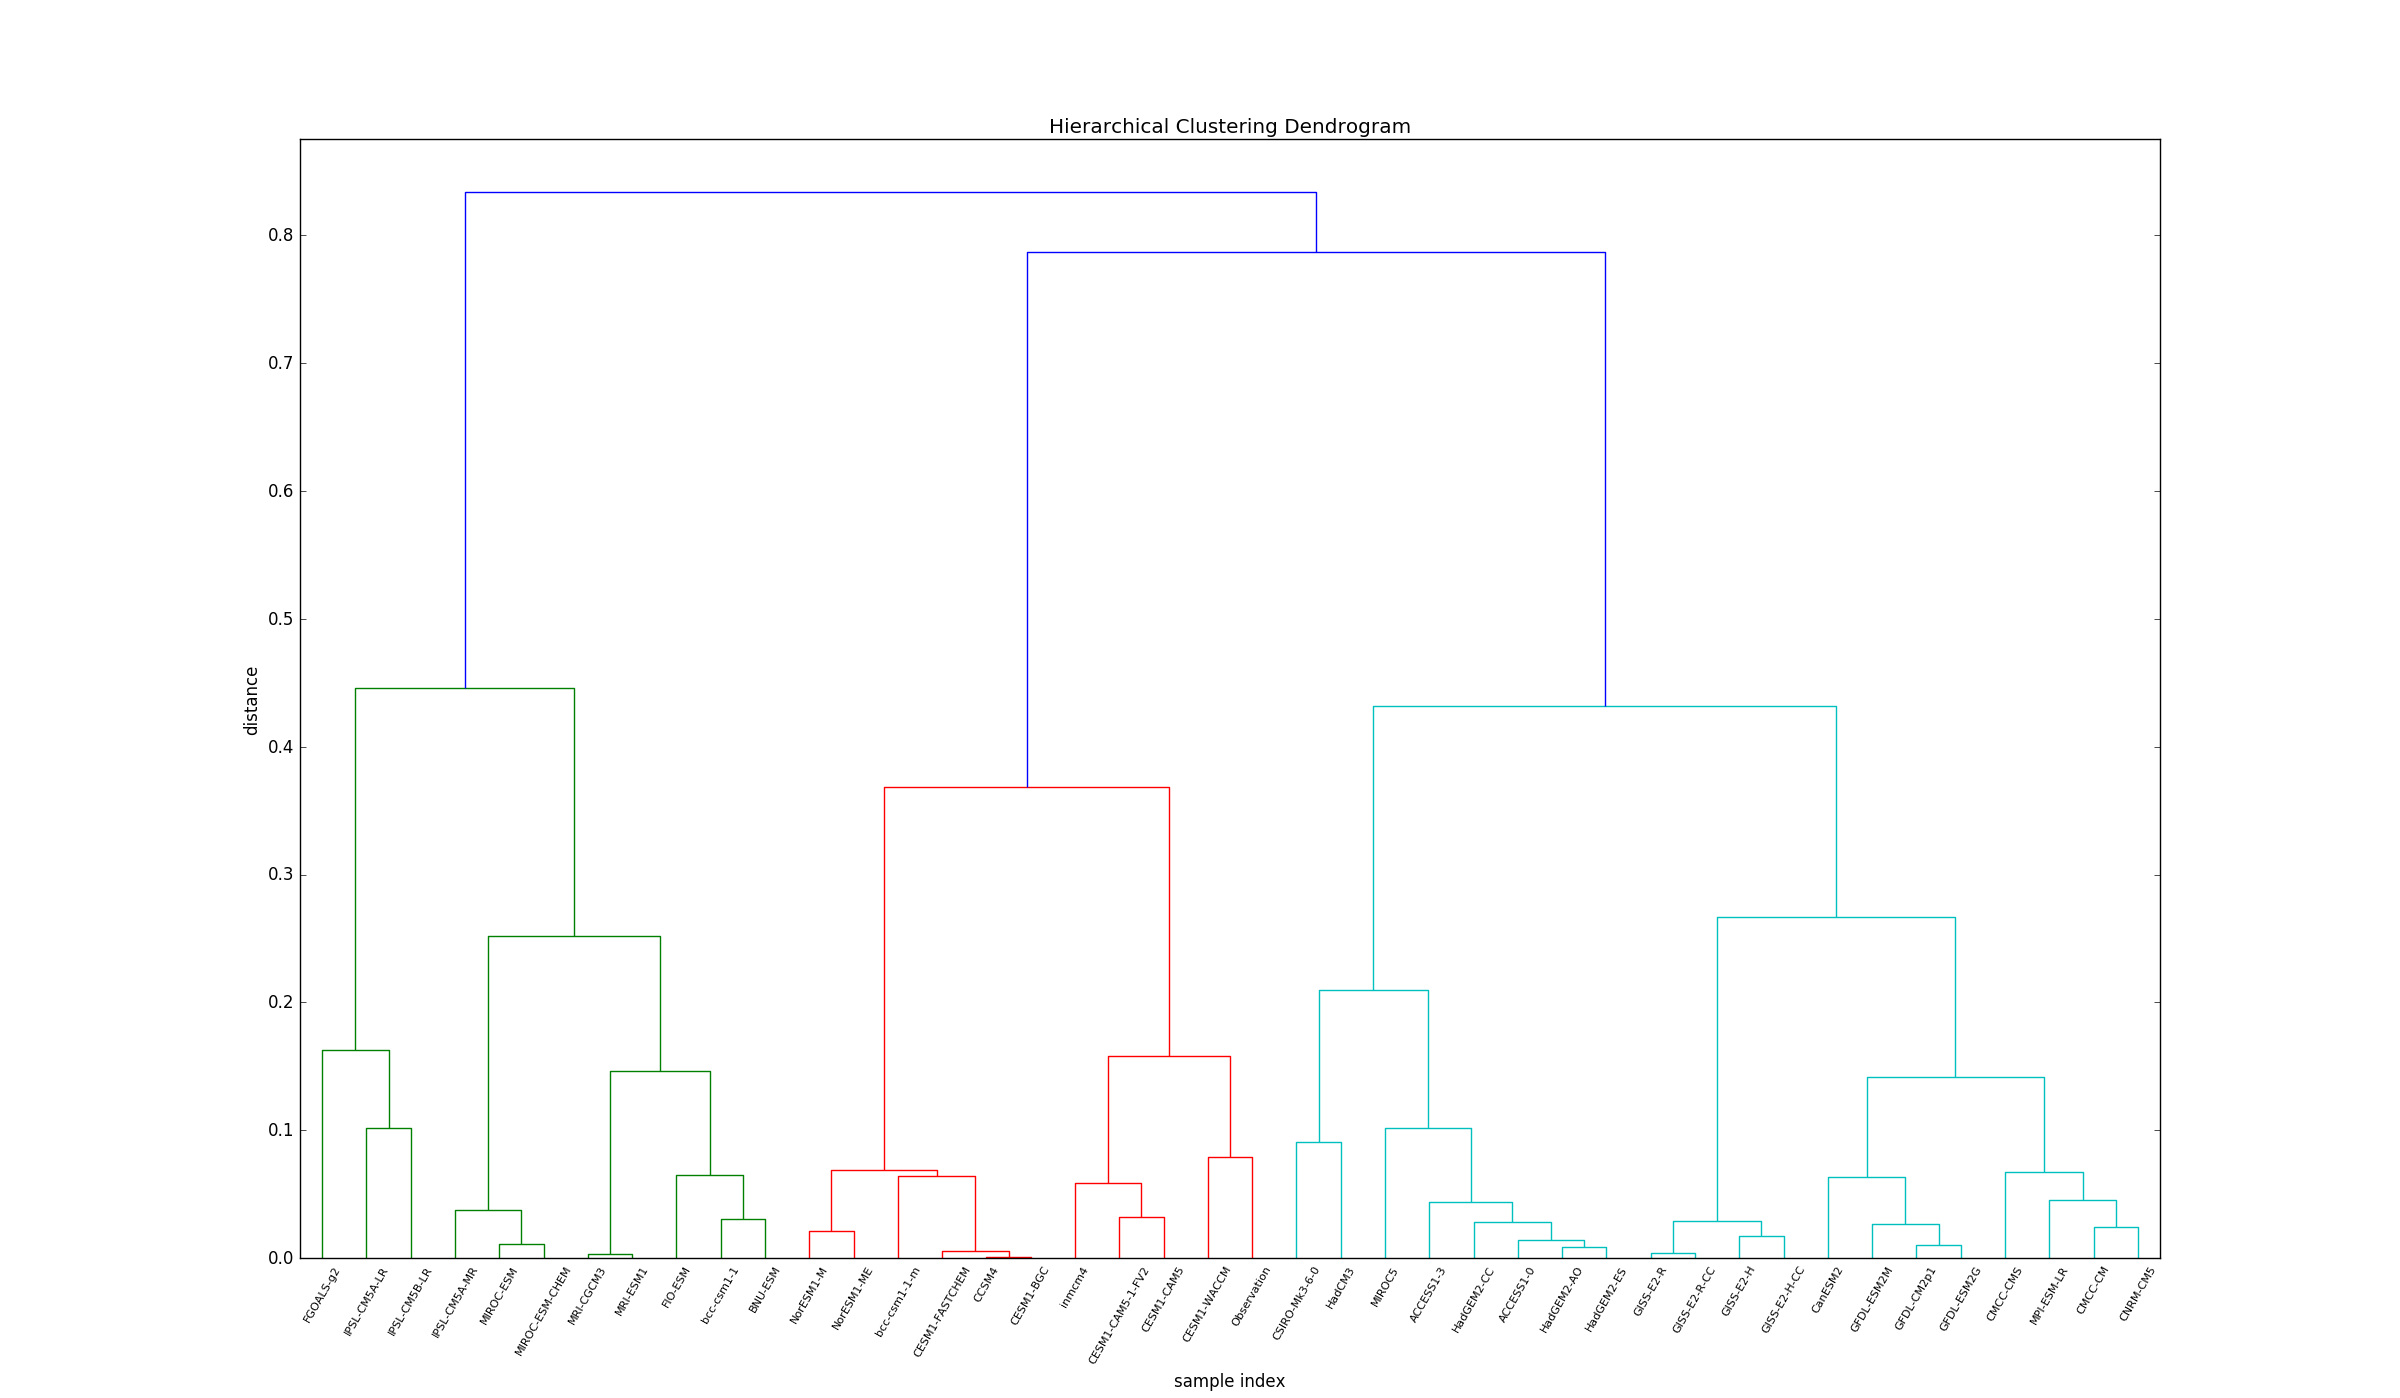 Hierarchical Clustering Dendrogram
0.8
0.7
0.6
0.5
0.4
0.3
0.2
0.1
0.0
distance
FGOALS-g2
IPSL-CM5A-LR
IPSL-CM5B-LR
IPSL-CM5A-MR
MIROC-ESM
MIROC-ESM-CHEM
MRI-CGCM3
MRI-ESM1
FIO-ESM
bcc-csm1-1
BNU-ESM
NorESM1-M
NorESM1-ME
bcc-csm1-1-m
CESM1-FASTCHEM
CCSM4
CESM1-BGC
inmcm4
CESM1-CAM5-1-FV2
CESM1-CAM5
CESM1-WACCM
Observation
CSIRO-Mk3-6-0
HadCM3
MIROC5
ACCESS1-3
HadGEM2-CC
ACCESS1-0
HadGEM2-AO
HadGEM2-ES
GISS-E2-R
GISS-E2-R-CC
GISS-E2-H
GISS-E2-H-CC
CanESM2
GFDL-ESM2M
GFDL-CM2p1
GFDL-ESM2G
CMCC-CMS
MPI-ESM-LR
CMCC-CM
CNRM-CM5
sample index